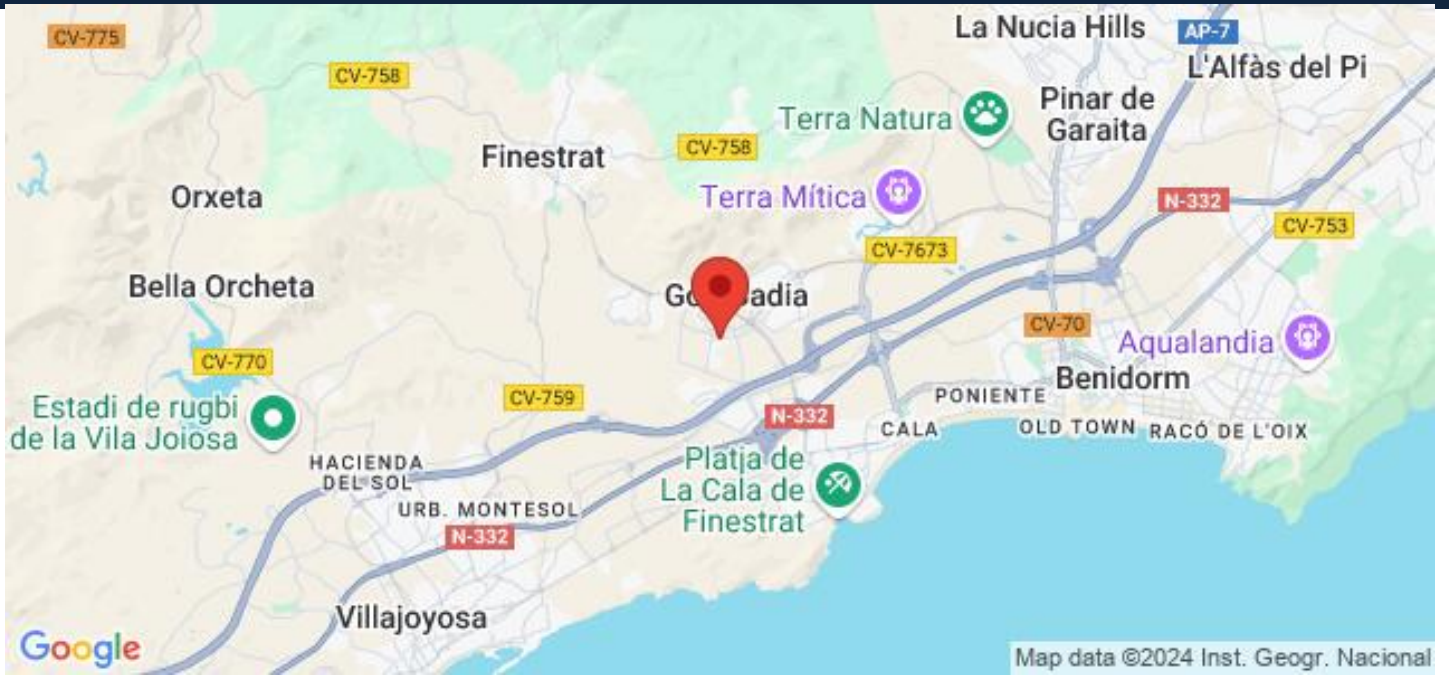 La Nucia Hills
AP-7
CV-775
L'Alfàs del Pi
CV-758
Pinar de
Garaita
Terra Natura
Finestrat
CV-758
Orxeta
Terra Mítica
N-332
CV-753
CV-7673
Bella Orcheta
CV-70
Aqualandia
CV-770
Benidorm
CV-759
PONIENTE
Estadi de rugbi
de la Vila Joiosa
N-332
CALA
OLD TOWN
RACÓ DE L'OIX
HACIENDA
DEL SOL
Platja de
La Cala de
Finestrat
URB. MONTESOL
N-332
Villajoyosa
Google
Map data ©2024 Inst. Geogr. Nacional